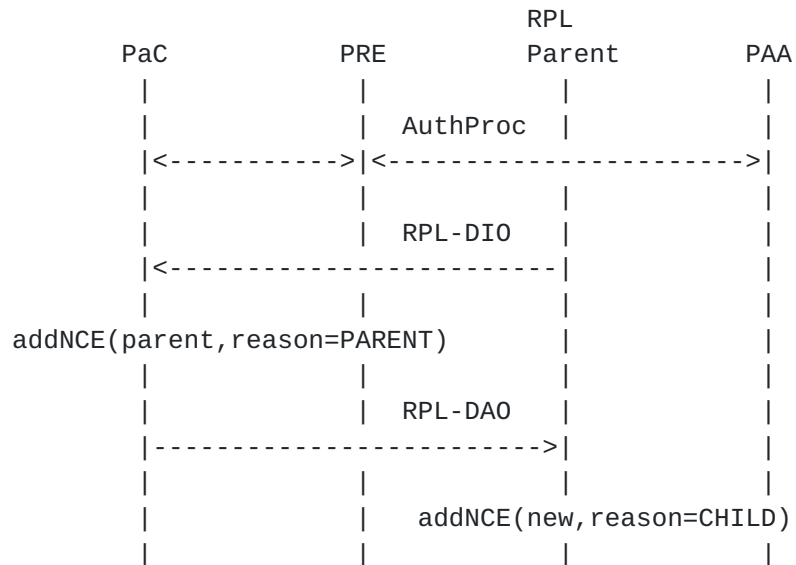 RPL
PaC PRE Parent PAA
AuthProc
RPL-DIO
addNCE(parent,reason=PARENT)
RPL-DAO
addNCE(new,reason=CHILD)